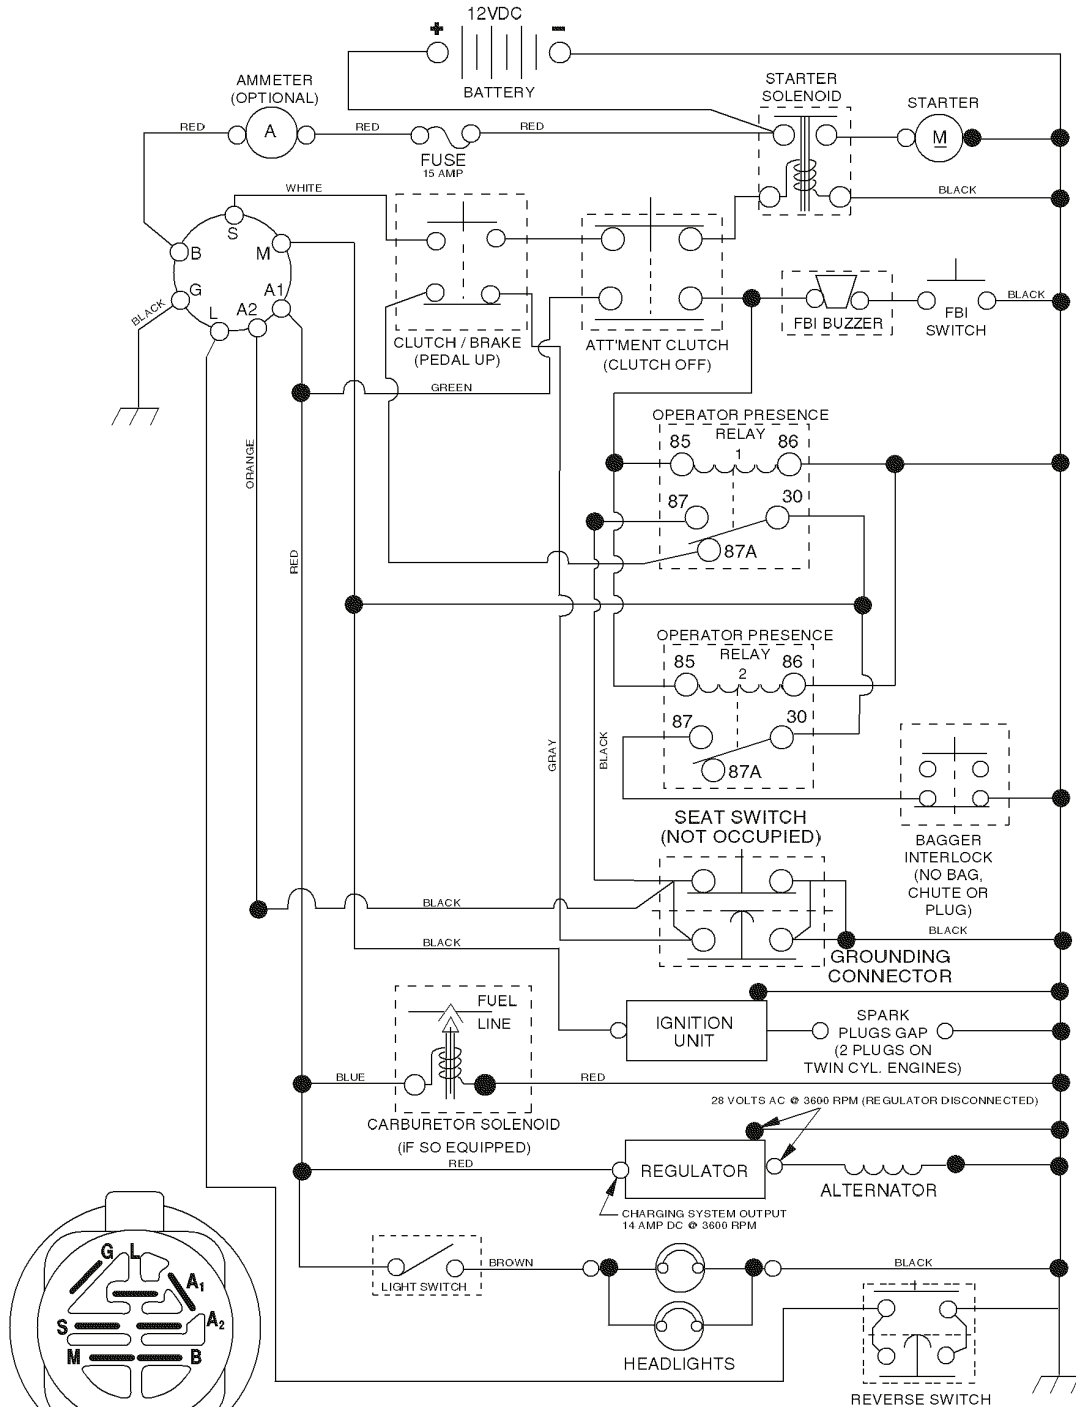 12VDC
+
−
BATTERY
AMMETER
(OPTIONAL)
STARTER
SOLENOID
STARTER
RED
A
RED
RED
M
FUSE
15 AMP
WHITE
BLACK
S
B
M
G
A1
L
A2
BLACK
BLACK
CLUTCH / BRAKE
(PEDAL UP)
ATT'MENT CLUTCH
(CLUTCH OFF)
FBI BUZZER
FBI
SWITCH
GREEN
OPERATOR PRESENCE
RELAY
85
1
86
ORANGE
87
30
87A
RED
OPERATOR PRESENCE
RELAY
85
2
86
87
30
87A
GRAY
BLACK
SEAT SWITCH
(NOT OCCUPIED)
BAGGER
INTERLOCK
(NO BAG,
CHUTE OR
PLUG)
BLACK
BLACK
BLACK
GROUNDING
CONNECTOR
FUEL
LINE
IGNITION
UNIT
SPARK
PLUGS GAP
(2 PLUGS ON
TWIN CYL. ENGINES)
BLUE
RED
CARBURETOR SOLENOID
(iF SO EQUIPPED)
28 VOLTS AC @ 3600 RPM (REGULATOR DISCONNECTED)
RED
REGULATOR
ALTERNATOR
CHARGING SYSTEM OUTPUT
14 AMP DC @ 3600 RPM
BROWN
LIGHT SWITCH
BLACK
HEADLIGHTS
REVERSE SWITCH
G
L
A1
S
A2
M
B